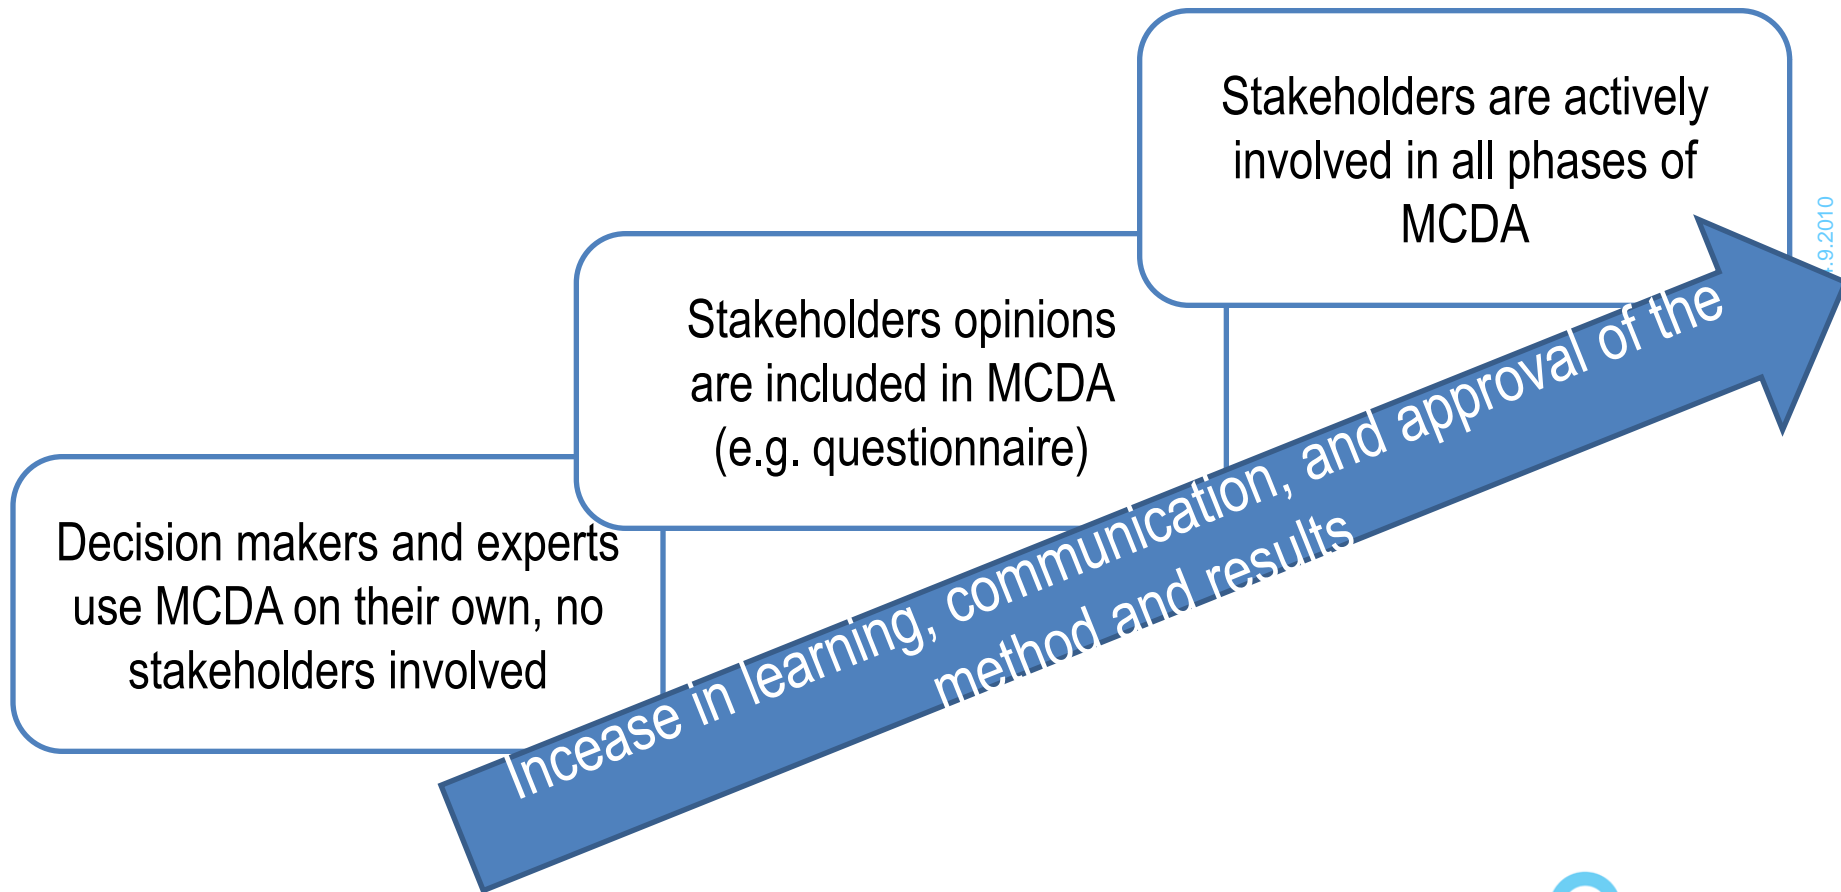 Stakeholders are actively
involved in all phases of
MCDA
Stakeholders opinions
are included in MCDA
(e.g. questionnaire)
Decision makers and experts
use MCDA on their own, no
stakeholders involved
Incease in learning, communication, and approval of the
method and results
.9.2010